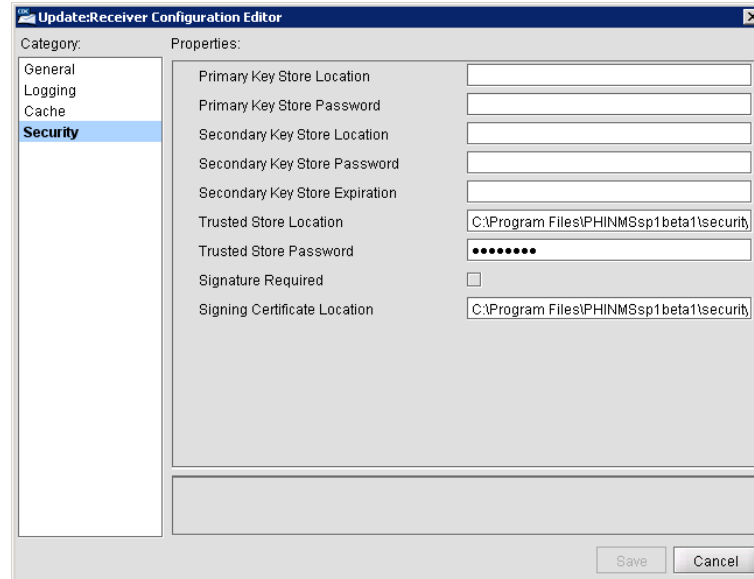 CDC Update:Receiver Configuration Editor
Category:
Properties:
General
Logging
Cache
Security
Primary Key Store Location
Primary Key Store Password
Secondary Key Store Location
Secondary Key Store Password
Secondary Key Store Expiration
Trusted Store Location C:\Program Files\PHINMSsp1beta1\security
Trusted Store Password ●●●●●●●●
Signature Required
Signing Certificate Location C:\Program Files\PHINMSsp1beta1\security
Save Cancel